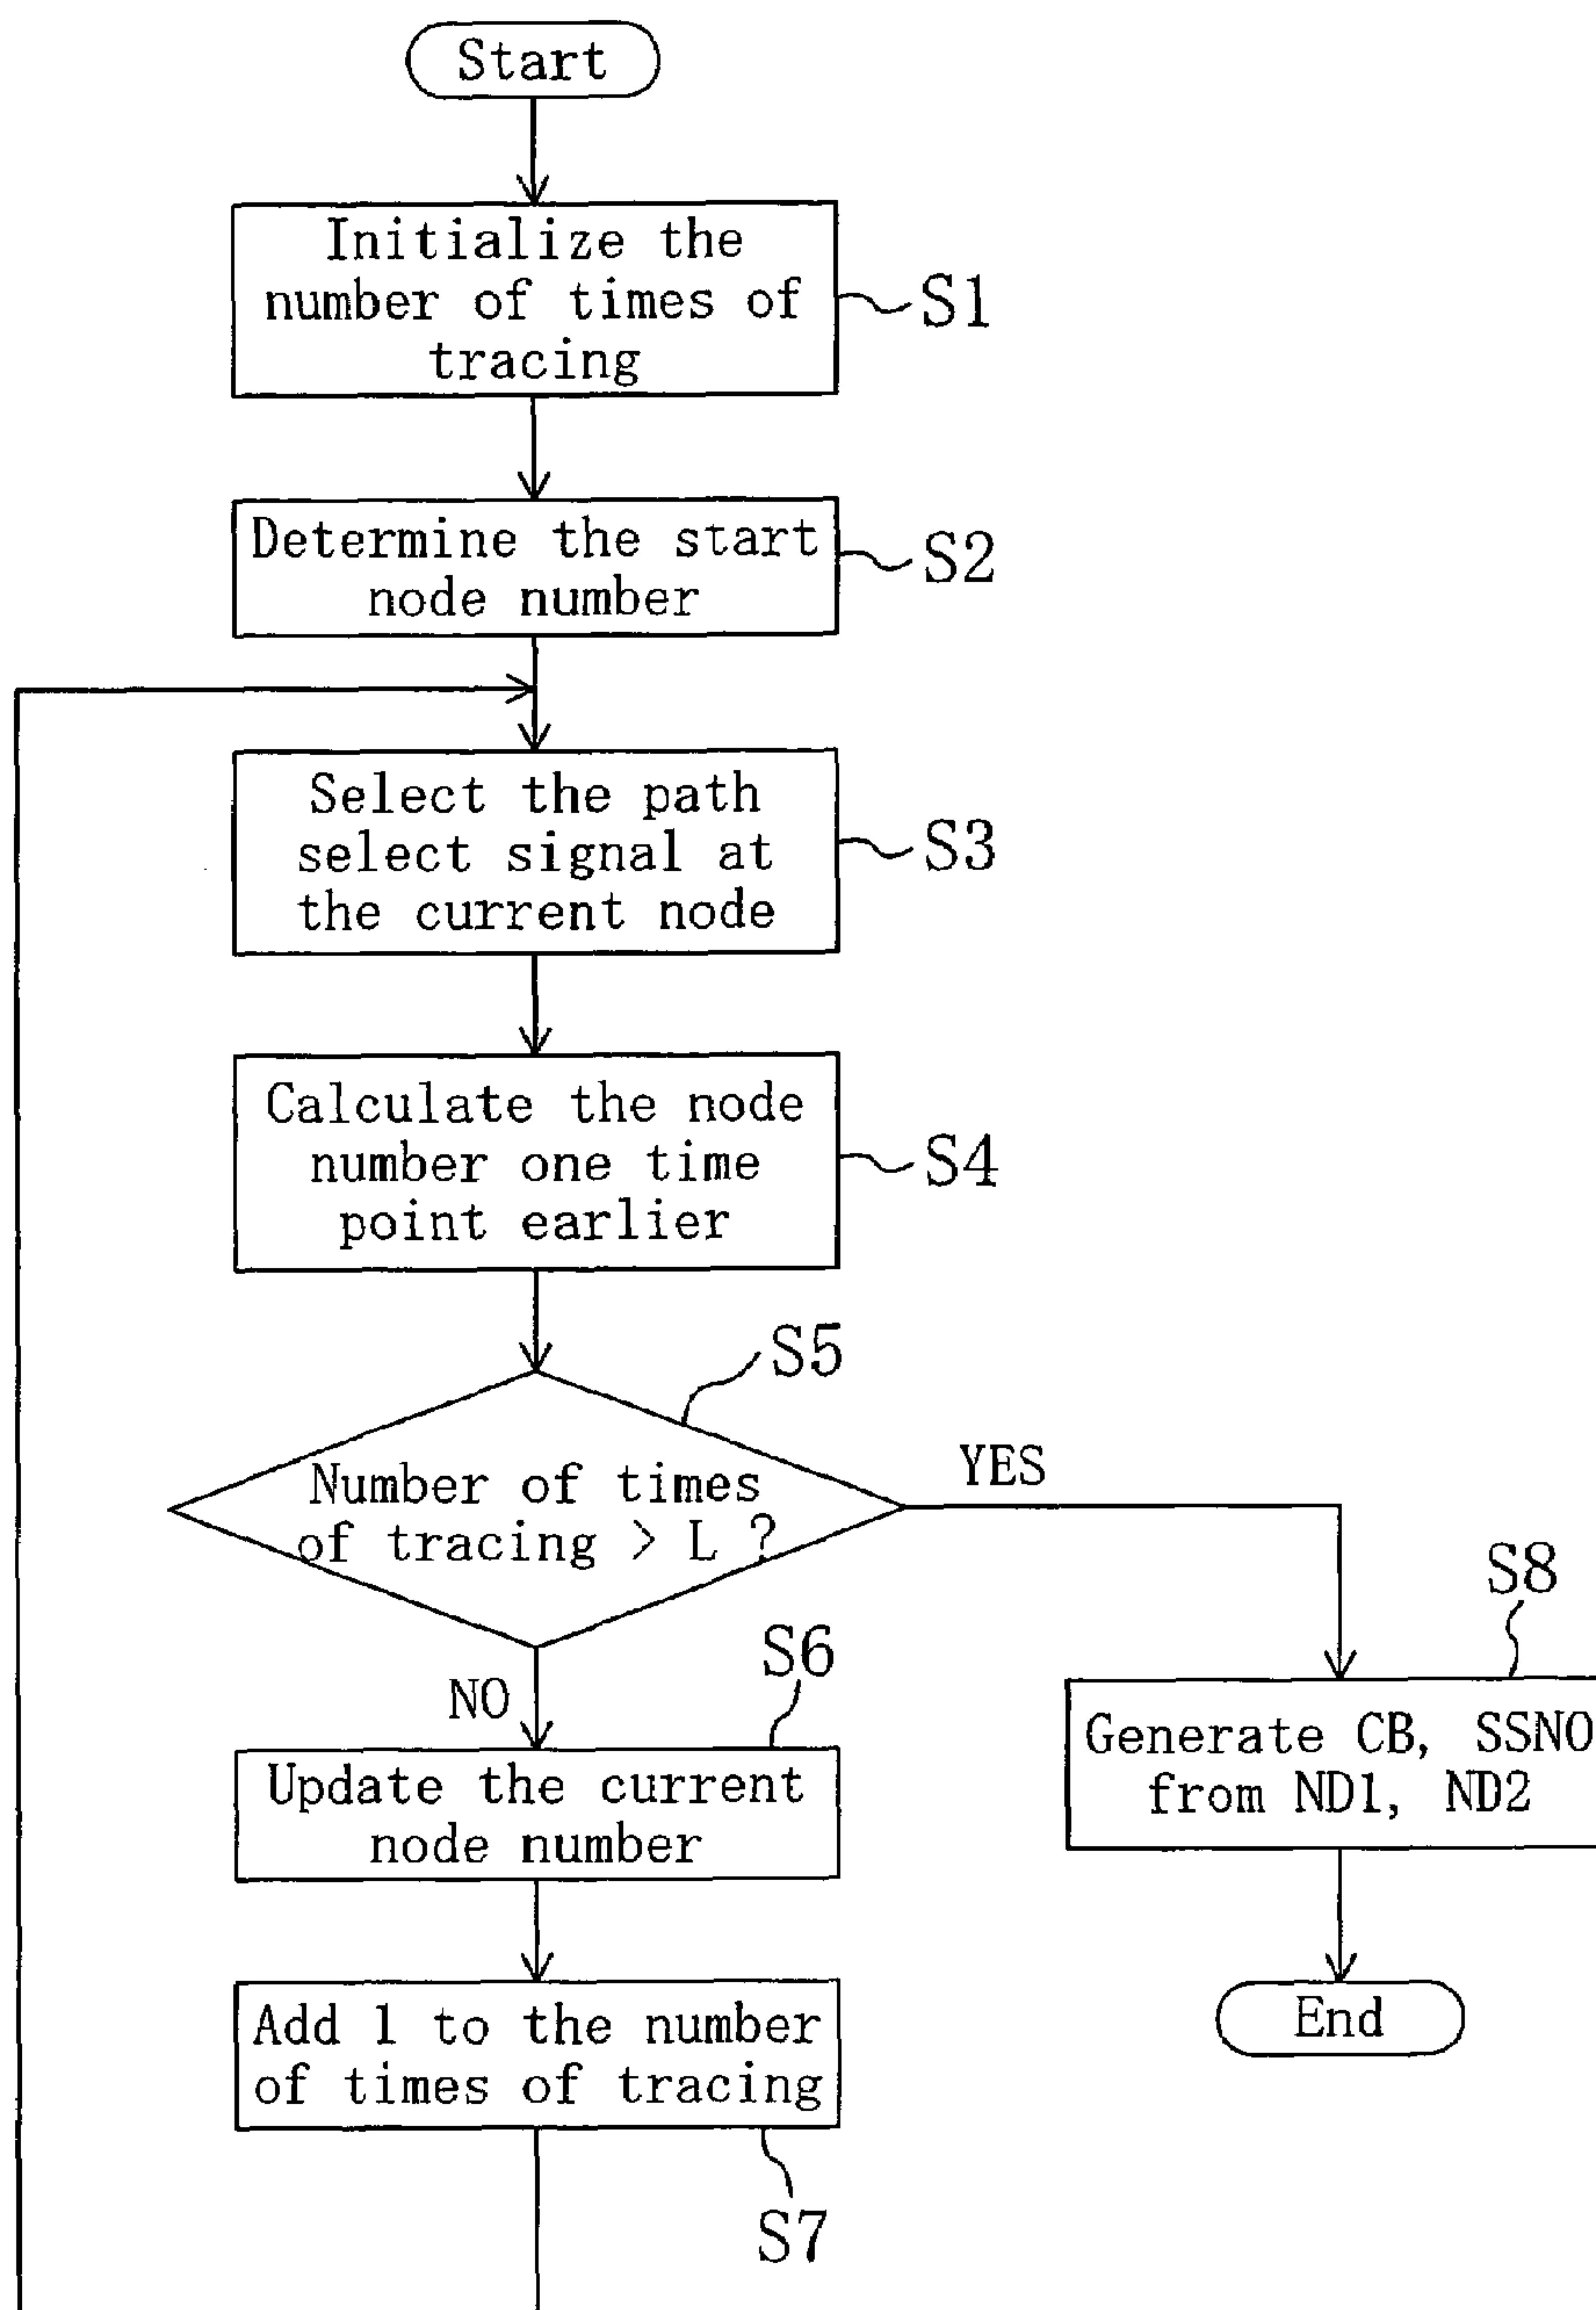 Start
Initialize the
number of times of
tracing
S1
Determine the start
node number
S2
Select the path
select signal at
the current node
S3
Calculate the node
number one time
point earlier
S4
S5
Number of times
of tracing > L ?
YES
NO
S6
Update the current
node number
S8
Generate CB, SSNO
from ND1, ND2
Add 1 to the number
of times of tracing
End
S7